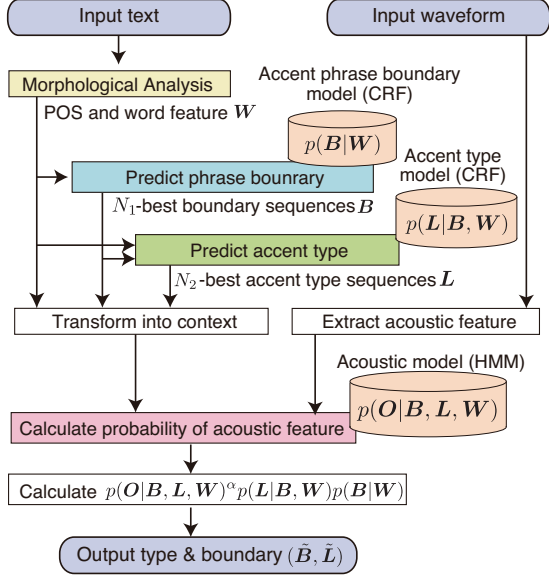 Input text
Input waveform
Morphological Analysis
Accent phrase boundary
model (CRF)
POS and word feature W
p(B|W)
Accent type
model (CRF)
Predict phrase bounrary
N₁-best boundary sequences B
p(L|B, W)
Predict accent type
N₂-best accent type sequences L
Transform into context
Extract acoustic feature
Acoustic model (HMM)
p(O|B, L, W)
Calculate probability of acoustic feature
Calculate p(O|B, L, W)^α p(L|B, W)p(B|W)
Output type & boundary (B̃, L̃)